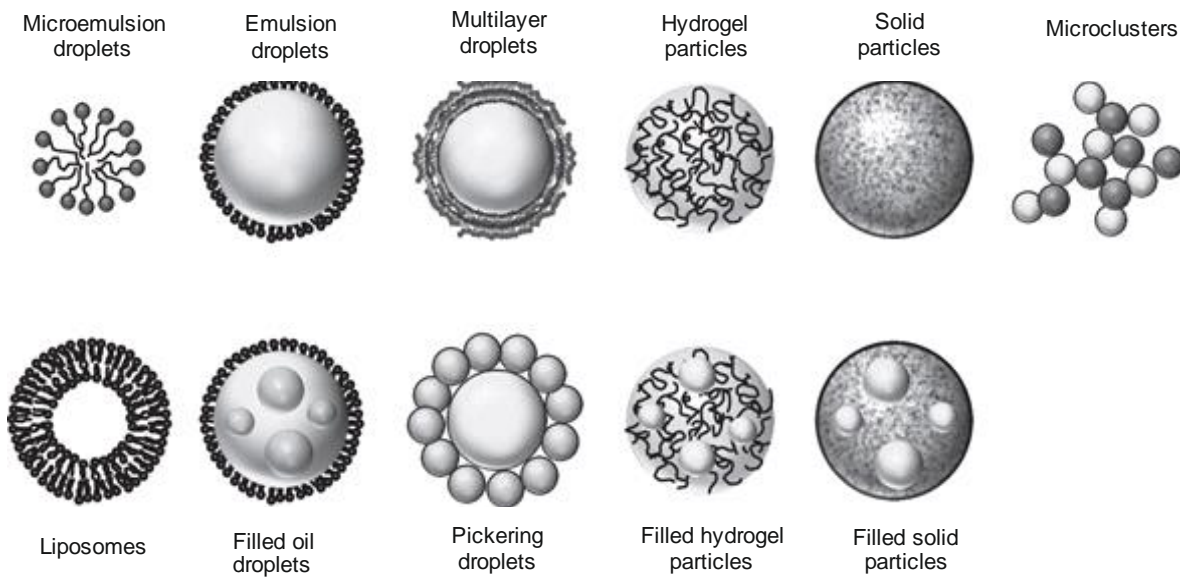 Microemulsion
droplets
Emulsion
droplets
Multilayer
droplets
Hydrogel
particles
Solid
particles
Microclusters
Liposomes
Filled oil
droplets
Pickering
droplets
Filled hydrogel
particles
Filled solid
particles